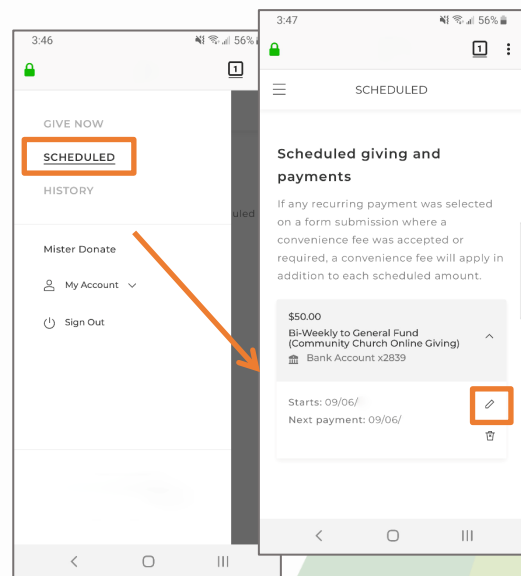 3:46
56%
1
GIVE NOW
SCHEDULED
HISTORY
uled
Mister Donate
My Account
Sign Out
3:47
56%
1
SCHEDULED
Scheduled giving and
payments
If any recurring payment was selected
on a form submission where a
convenience fee was accepted or
required, a convenience fee will apply in
addition to each scheduled amount.
$50.00
Bi-Weekly to General Fund
(Community Church Online Giving)
Bank Account x2839
Starts: 09/06/
Next payment: 09/06/